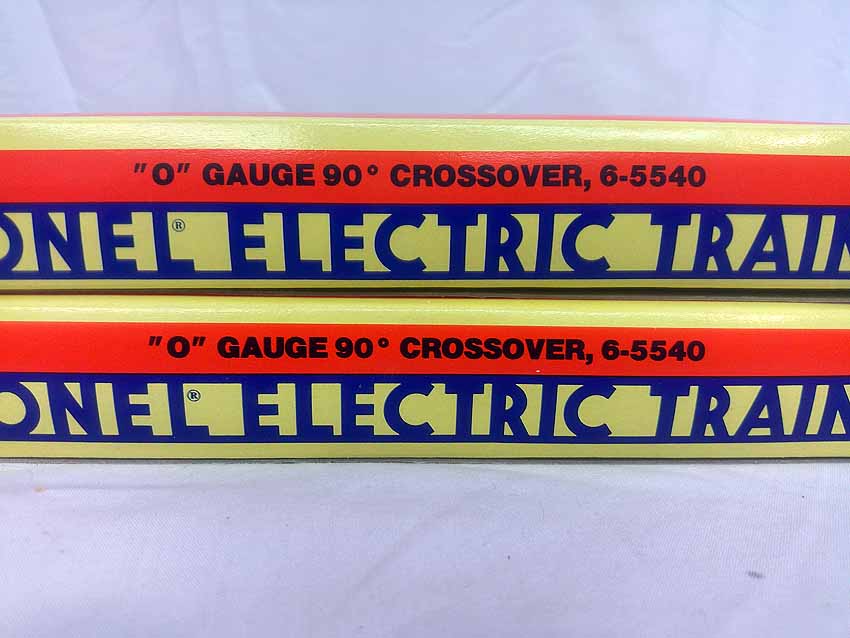 "O" GAUGE 90° CROSSOVER, 6-5540
ONEL® ELECTRIC TRAIN
"O" GAUGE 90° CROSSOVER, 6-5540
ONEL® ELECTRIC TRAIN